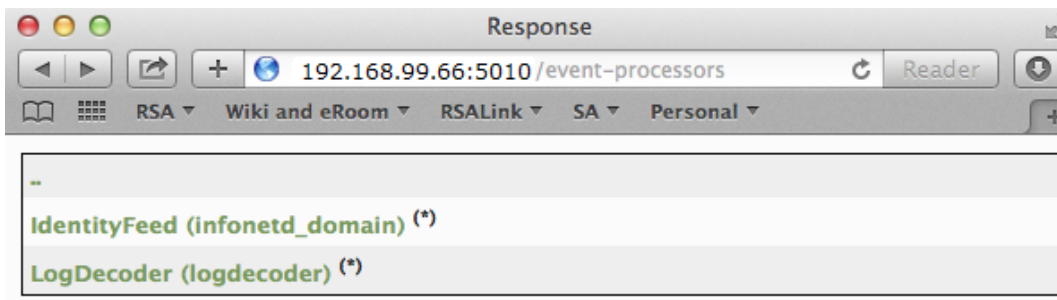 Response
192.168.99.66:5010/event-processors Reader
RSA ▾ Wiki and eRoom ▾ RSALink ▾ SA ▾ Personal ▾
..
IdentityFeed (infonetd_domain) (*)
LogDecoder (logdecoder) (*)